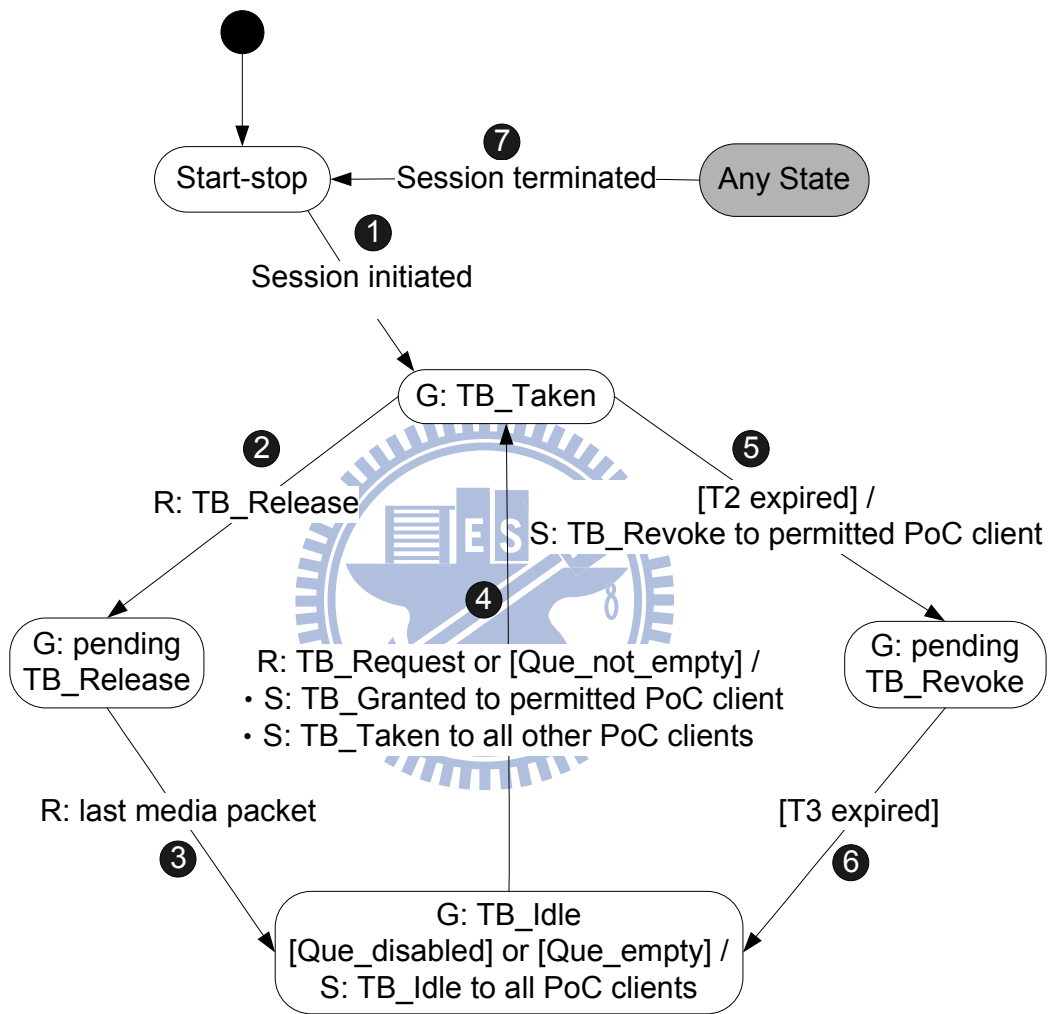 7
Start-stop
Session terminated
Any State
1
Session initiated
G: TB_Taken
2
R: TB_Release
5
[T2 expired] /
S: TB_Revoke to permitted PoC client
ES
4
8
G: pending
TB_Release
R: TB_Request or [Que_not_empty] /
• S: TB_Granted to permitted PoC client
• S: TB_Taken to all other PoC clients
G: pending
TB_Revoke
R: last media packet
3
[T3 expired]
6
G: TB_Idle
[Que_disabled] or [Que_empty] /
S: TB_Idle to all PoC clients